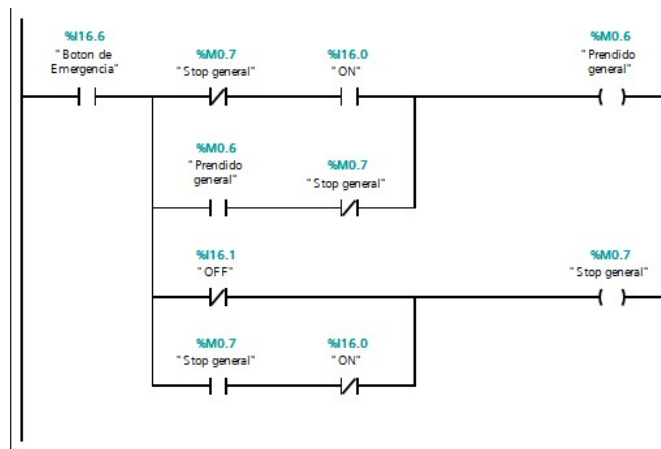 %I16.6
"Boton de
Emergencia"
%M0.7
"Stop general"
%I16.0
"ON"
%M0.6
"Prendido
general"
%M0.6
"Prendido
general"
%M0.7
"Stop general"
%I16.1
"OFF"
%M0.7
"Stop general"
%M0.7
"Stop general"
%I16.0
"ON"